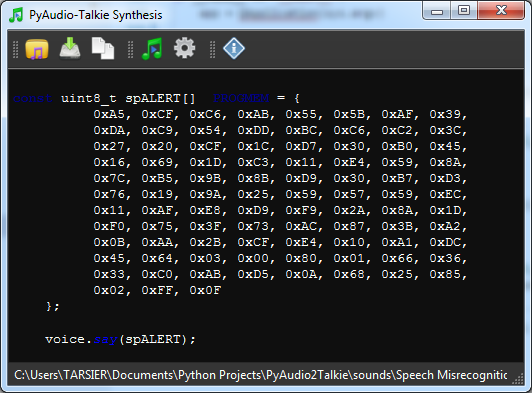 PyAudio-Talkie Synthesis
const uint8_t spALERT[]  PROGMEM = {
0xA5, 0xCF, 0xC6, 0xAB, 0x55, 0x5B, 0xAF, 0x39,
0xDA, 0xC9, 0x54, 0xDD, 0xBC, 0xC6, 0xC2, 0x3C,
0x27, 0x20, 0xCF, 0x1C, 0xD7, 0x30, 0xB0, 0x45,
0x16, 0x69, 0x1D, 0xC3, 0x11, 0xE4, 0x59, 0x8A,
0x7C, 0xB5, 0x9B, 0x8B, 0xD9, 0x30, 0xB7, 0xD3,
0x76, 0x19, 0x9A, 0x25, 0x59, 0x57, 0x59, 0xEC,
0x11, 0xAF, 0xE8, 0xD9, 0xF9, 0x2A, 0x8A, 0x1D,
0xF0, 0x75, 0x3F, 0x73, 0xAC, 0x87, 0x3B, 0xA2,
0x0B, 0xAA, 0x2B, 0xCF, 0xE4, 0x10, 0xA1, 0xDC,
0x45, 0x64, 0x03, 0x00, 0x80, 0x01, 0x66, 0x36,
0x33, 0xC0, 0xAB, 0xD5, 0x0A, 0x68, 0x25, 0x85,
0x02, 0xFF, 0x0F
};
voice.say(spALERT);
C:\Users\TARSIER\Documents\Python Projects\PyAudio2Talkie\sounds\Speech Misrecognitic